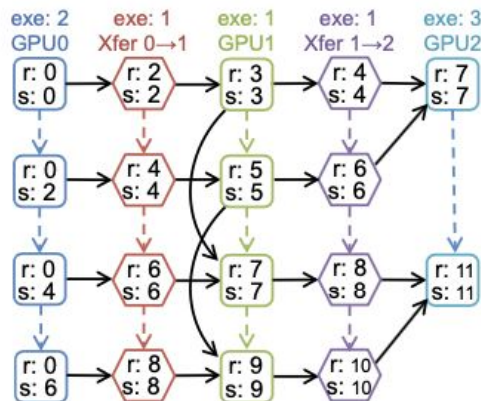 exe: 2 exe: 1 exe: 1 exe: 1 exe: 3
GPU0 Xfer 0→1 GPU1 Xfer 1→2 GPU2
r: 0 r: 2 r: 3 r: 4 r: 7
s: 0 s: 2 s: 3 s: 4 s: 7
r: 0 r: 4 r: 5 r: 6
s: 2 s: 4 s: 5 s: 6
r: 0 r: 6 r: 7 r: 8 r: 11
s: 4 s: 6 s: 7 s: 8 s: 11
r: 0 r: 8 r: 9 r: 10
s: 6 s: 8 s: 9 s: 10